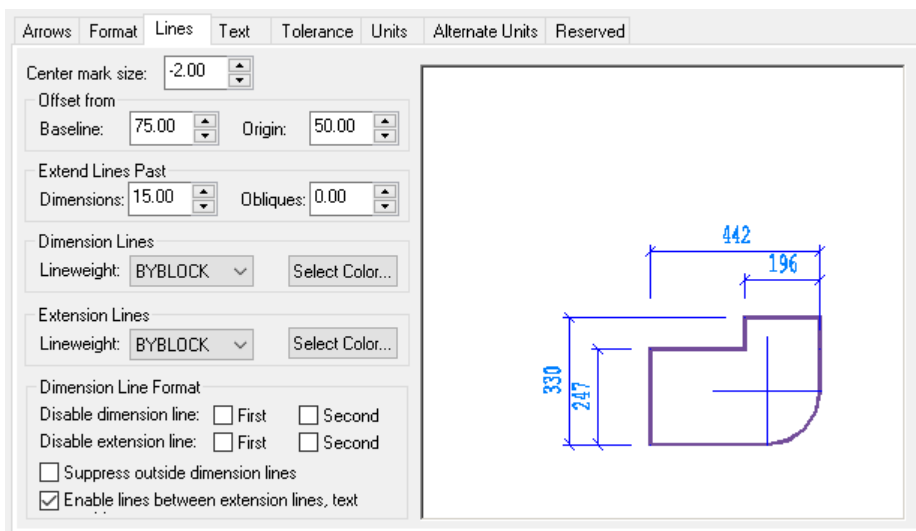 Arrows Format Lines Text Tolerance Units Alternate Units Reserved
Center mark size: -2.00
Offset from
Baseline: 75.00 Origin: 50.00
Extend Lines Past
Dimensions: 15.00 Obliques: 0.00
Dimension Lines
Lineweight: BYBLOCK Select Color...
Extension Lines
Lineweight: BYBLOCK Select Color...
Dimension Line Format
Disable dimension line: First Second
Disable extension line: First Second
Suppress outside dimension lines
Enable lines between extension lines, text
442
196
330
247